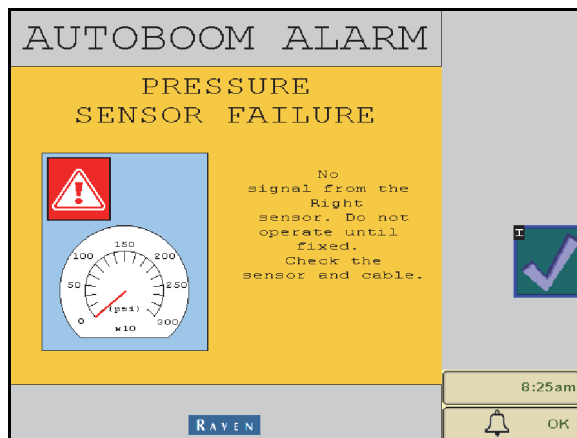 AUTOBOOM ALARM
PRESSURE
SENSOR FAILURE
No
signal from the
Right
sensor. Do not
operate until
fixed.
Check the
sensor and cable.
150
100
200
50
250
(psi)
0
300
x10
I
8:25am
RAVEN
OK